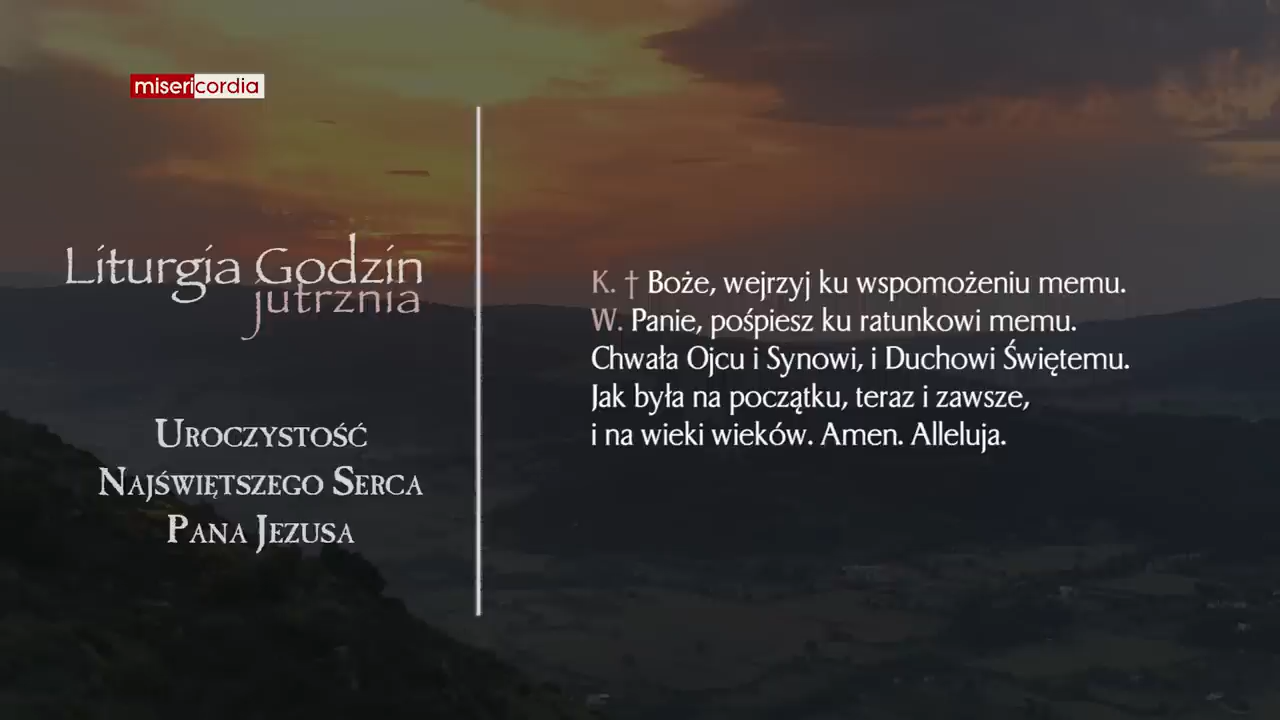 misericordia
Liturgia Godzin
jutrznia
Uroczystość
Najświętszego Serca
Pana Jezusa
K. † Boże, wejrzyj ku wspomożeniu memu.
W. Panie, pośpiesz ku ratunkowi memu.
Chwała Ojcu i Synowi, i Duchowi Świętemu.
Jak była na początku, teraz i zawsze,
i na wieki wieków. Amen. Alleluja.